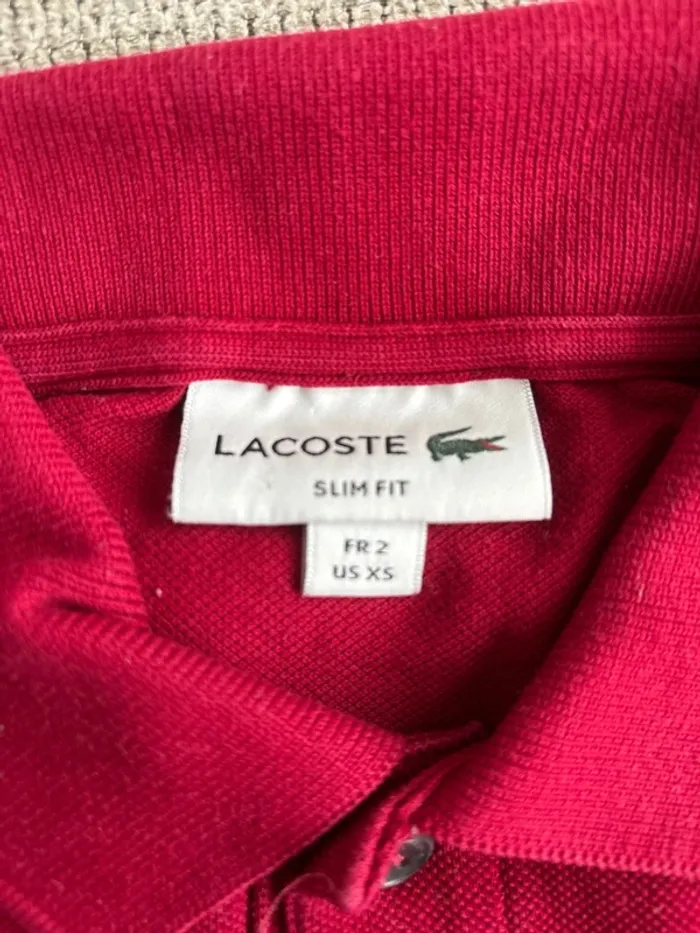 LACOSTE
SLIM FIT
FR 2
US XS